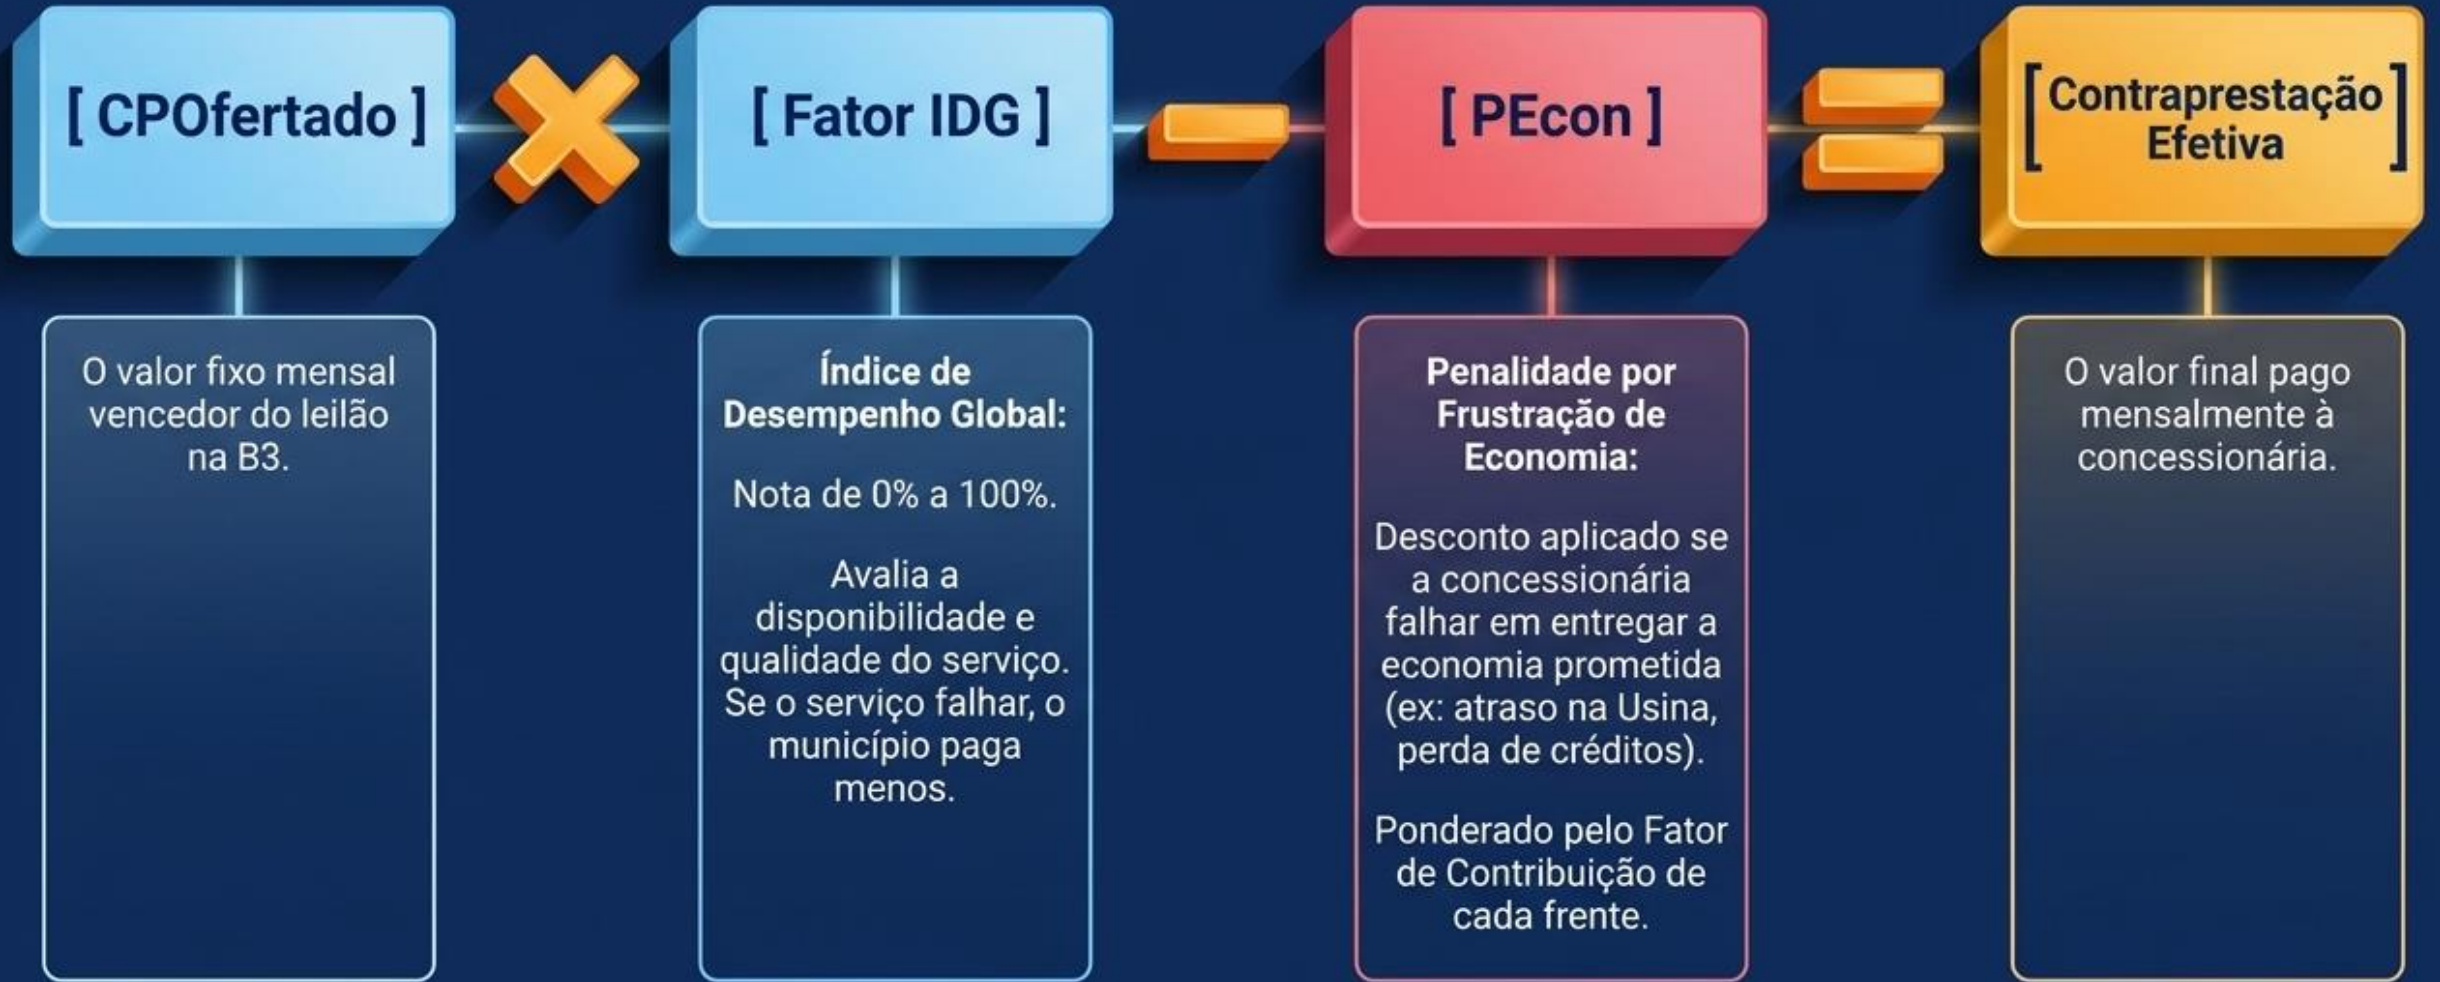 [ CPOfertado ]
[ Fator IDG ]
[ PEcon ]
[ Contraprestação
Efetiva ]
O valor fixo mensal
vencedor do leilão
na B3.
Índice de
Desempenho Global:
Nota de 0% a 100%.
Avalia a
disponibilidade e
qualidade do serviço.
Se o serviço falhar, o
município paga
menos.
Penalidade por
Frustração de
Economia:
Desconto aplicado se
a concessionária
falhar em entregar a
economia prometida
(ex: atraso na Usina,
perda de créditos).
Ponderado pelo Fator
de Contribuição de
cada frente.
O valor final pago
mensalmente à
concessionária.